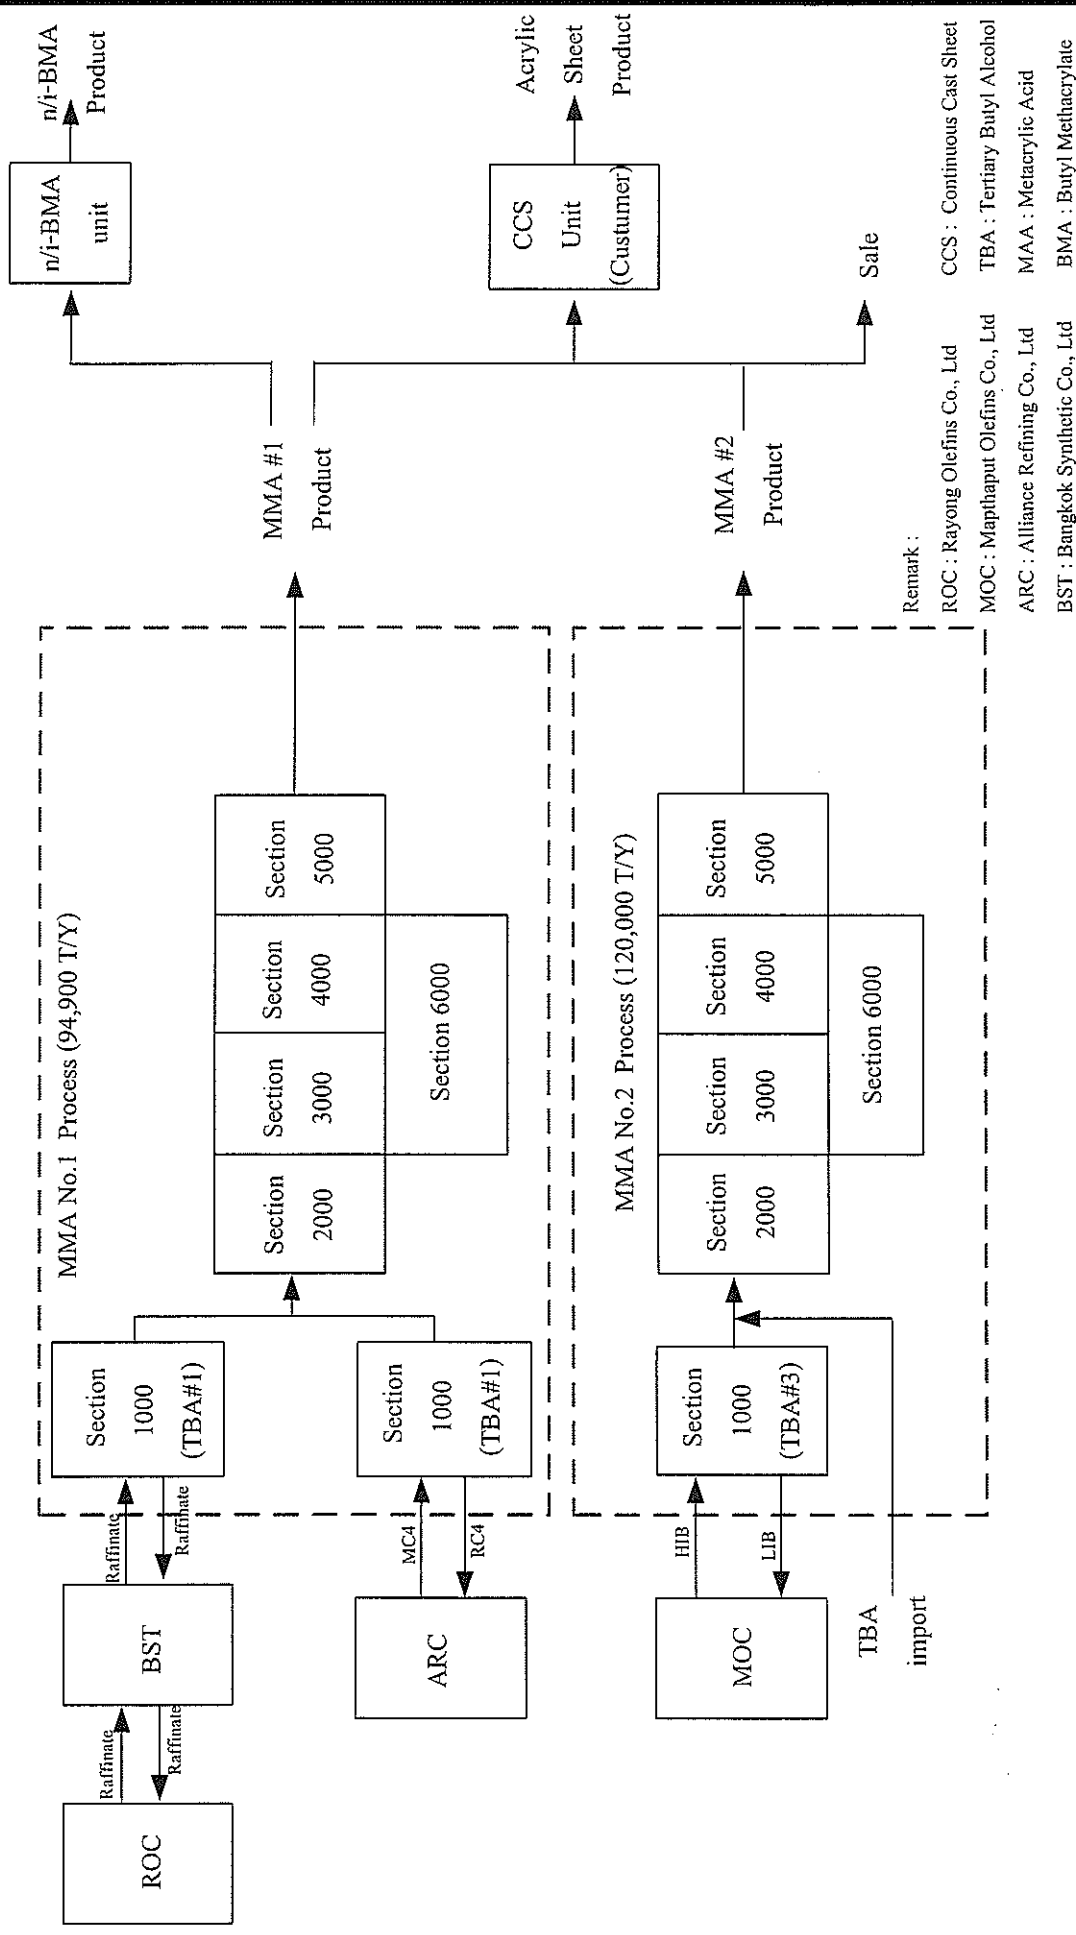 ROC
Raffinate
Raffinate
BST
Raffinate
Raffinate
ARC
MC4
RC4
MOC
HIB
LIB
TBA
import
MMA No.1 Process (94,900 T/Y)
Section
1000
(TBA#1)
Section
1000
(TBA#1)
Section
2000
Section
3000
Section
4000
Section
5000
Section 6000
MMA No.2 Process (120,000 T/Y)
Section
1000
(TBA#3)
Section
2000
Section
3000
Section
4000
Section
5000
Section 6000
MMA #1
Product
MMA #2
Product
n/i-BMA
unit
n/i-BMA
Product
CCS
Unit
(Custumer)
Acrylic
Sheet
Product
Sale
Remark :
ROC : Rayong Olefins Co., Ltd
CCS : Continuous Cast Sheet
MOC : Mapthaput Olefins Co., Ltd
TBA : Tertiary Butyl Alcohol
ARC : Alliance Refining Co., Ltd
MAA : Metacrylic Acid
BST : Bangkok Synthetic Co., Ltd
BMA : Butyl Methacrylate